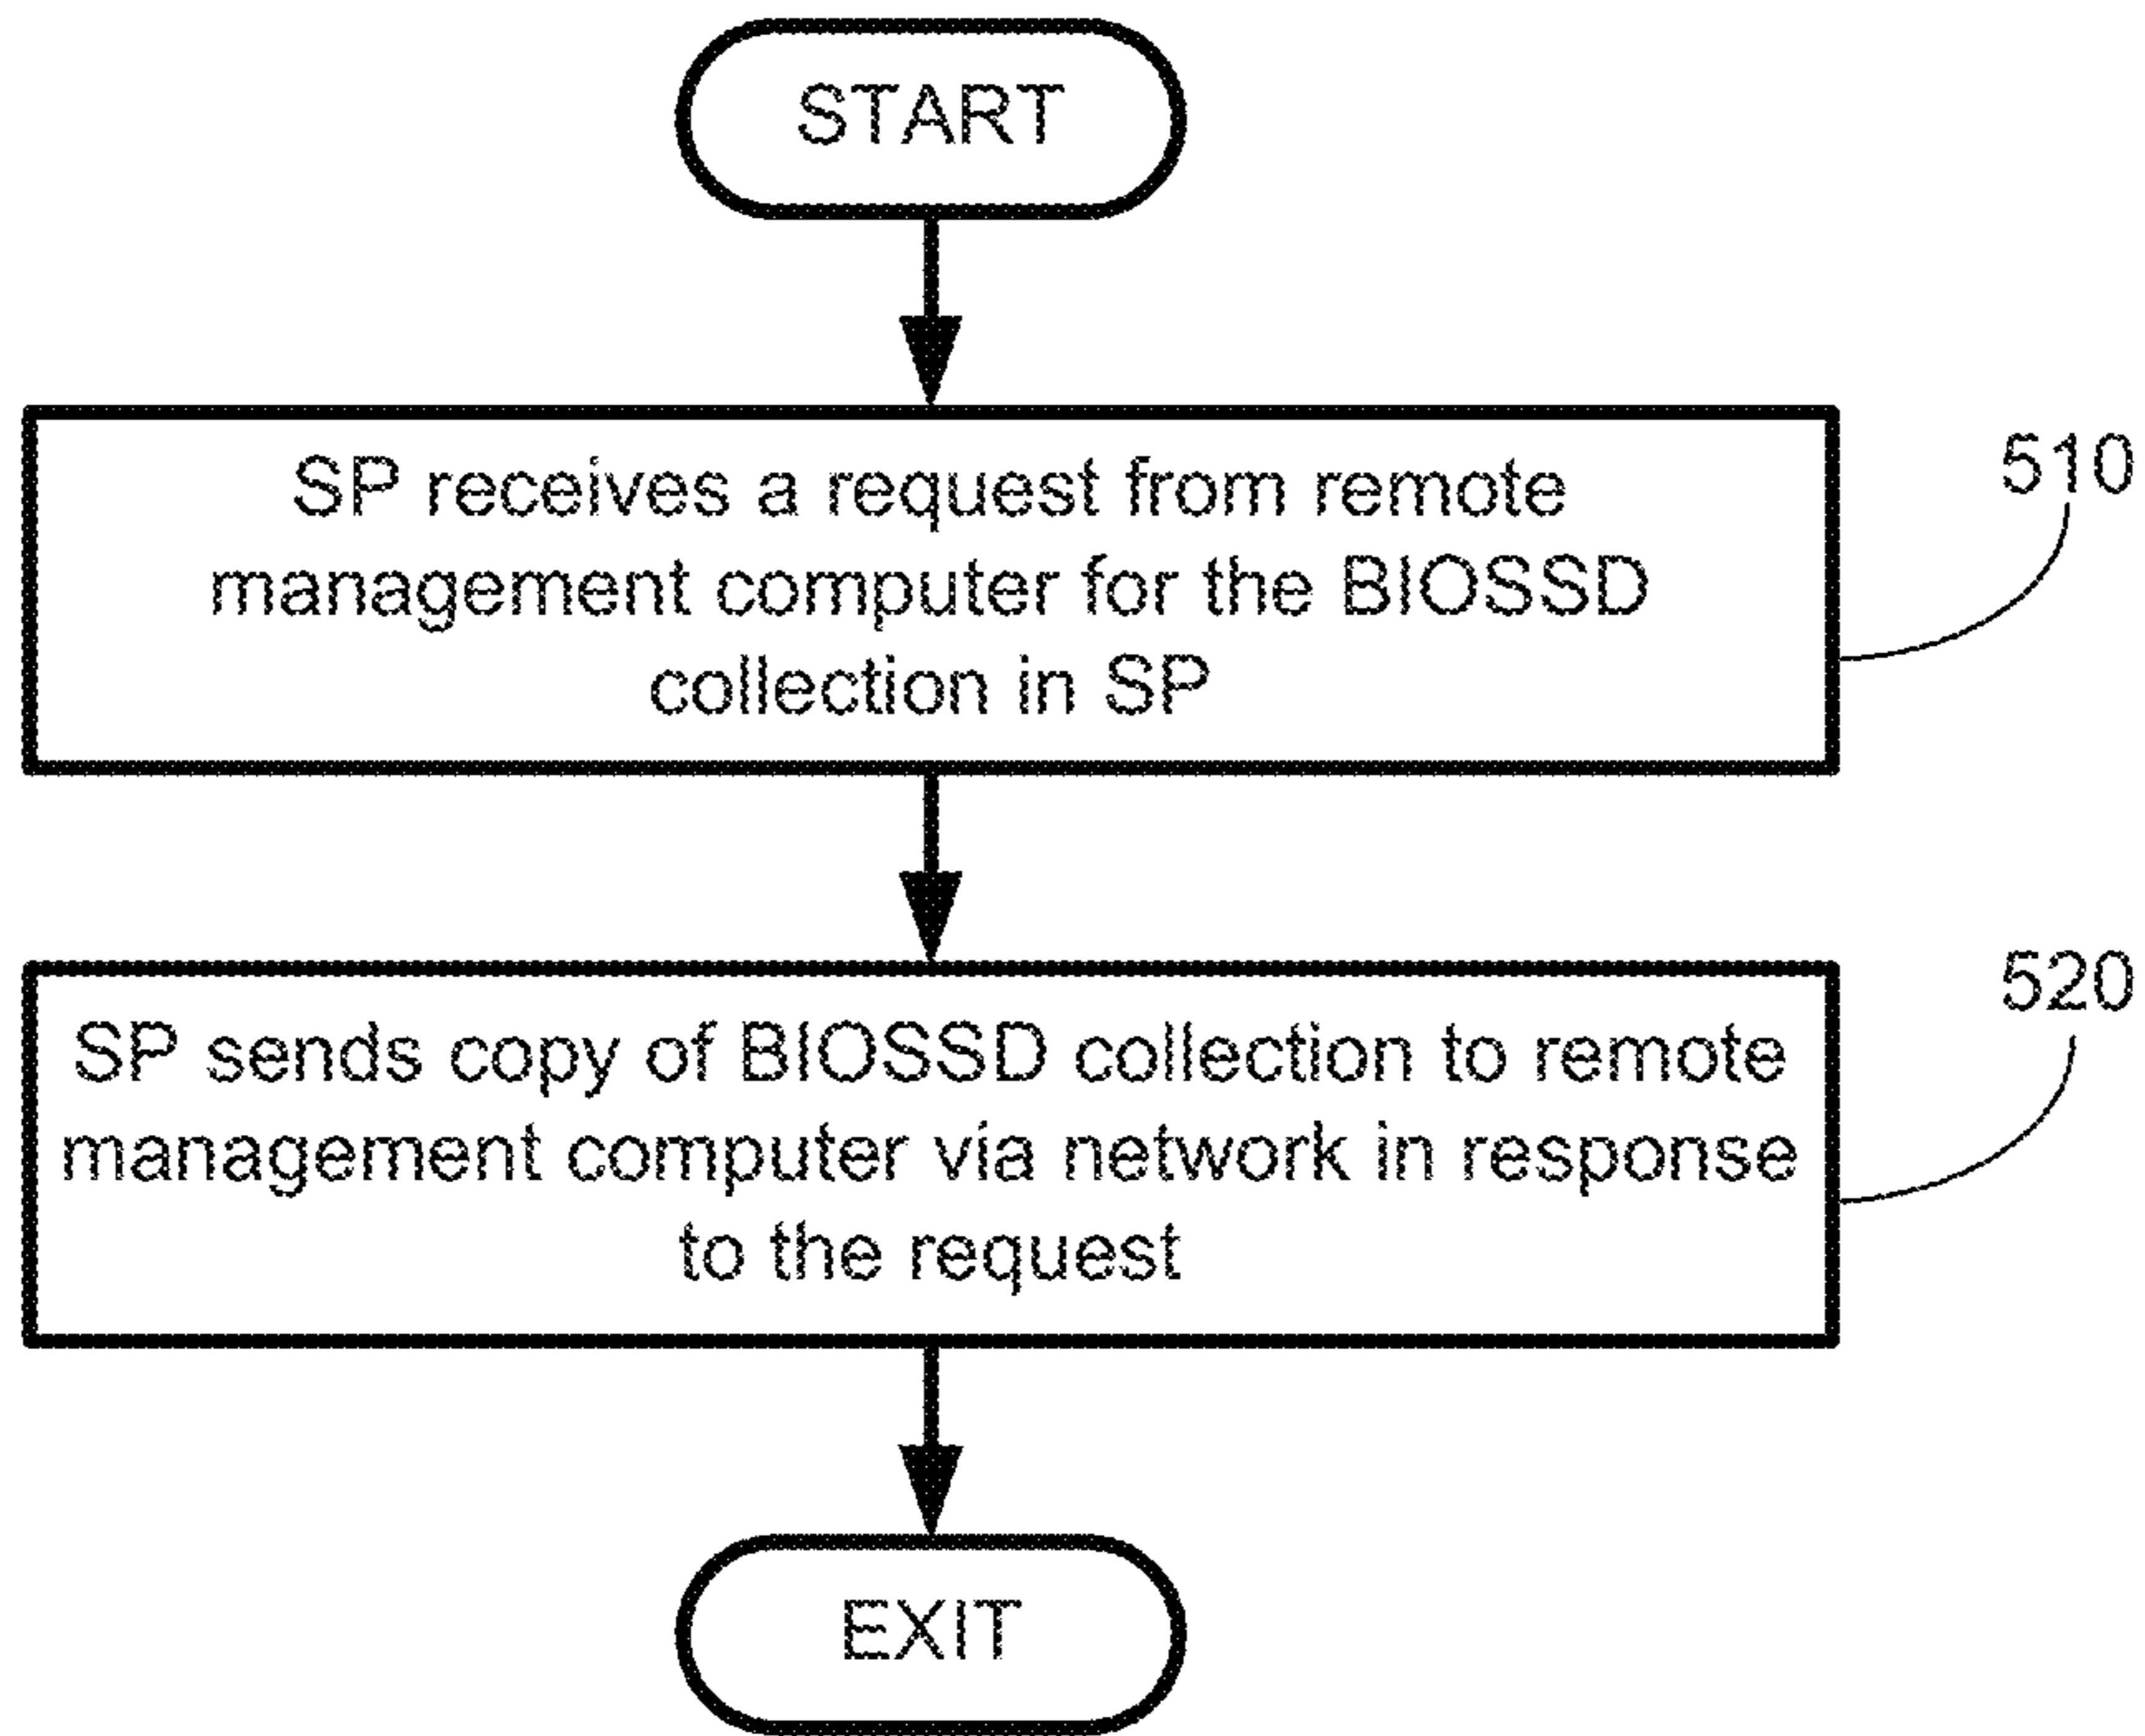 START
SP receives a request from remote
management computer for the BIOSSD
collection in SP
510
SP sends copy of BIOSSD collection to remote
management computer via network in response
to the request
520
EXIT